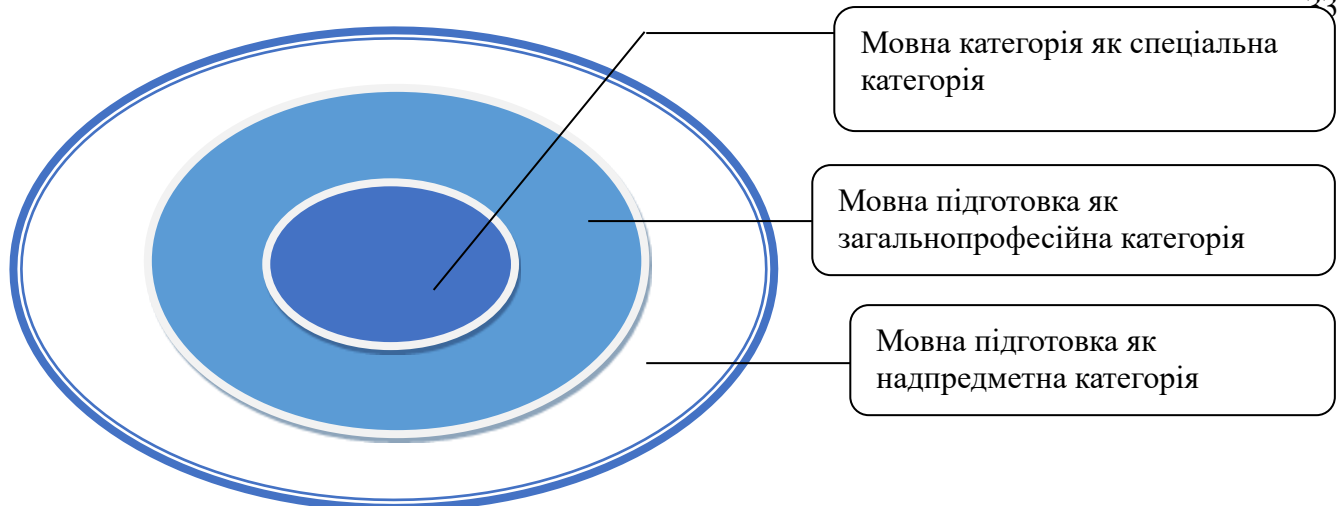 Мовна категорія як спеціальна
категорія
Мовна підготовка як
загальнопрофесійна категорія
Мовна підготовка як
надпредметна категорія